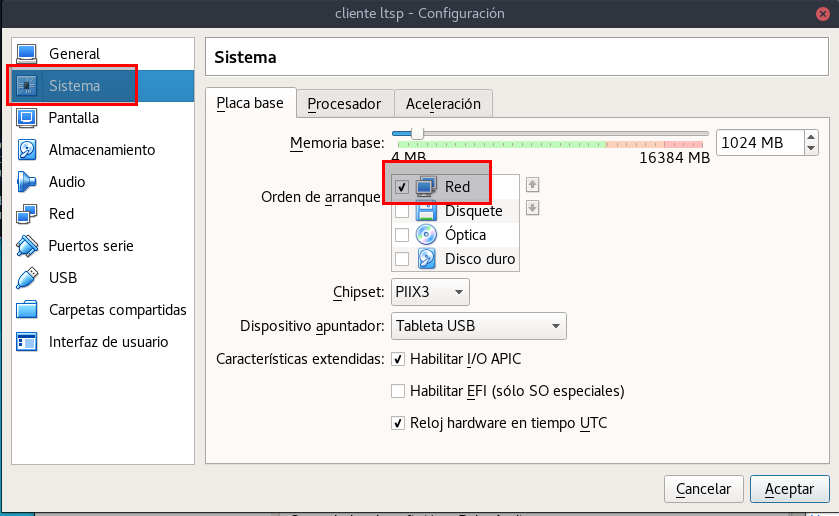 cliente ltsp - Configuración
General
Sistema
Pantalla
Almacenamiento
Audio
Red
Puertos serie
USB
Carpetas compartidas
Interfaz de usuario
Sistema
Placa base
Procesador
Aceleración
Memoria base:
1024 MB
4 MB
16384 MB
Orden de arranque
Red
Disquete
Óptica
Disco duro
Chipset:
PIIX3
Dispositivo apuntador:
Tableta USB
Características extendidas:
Habilitar I/O APIC
Habilitar EFI (sólo SO especiales)
Reloj hardware en tiempo UTC
Cancelar
Aceptar